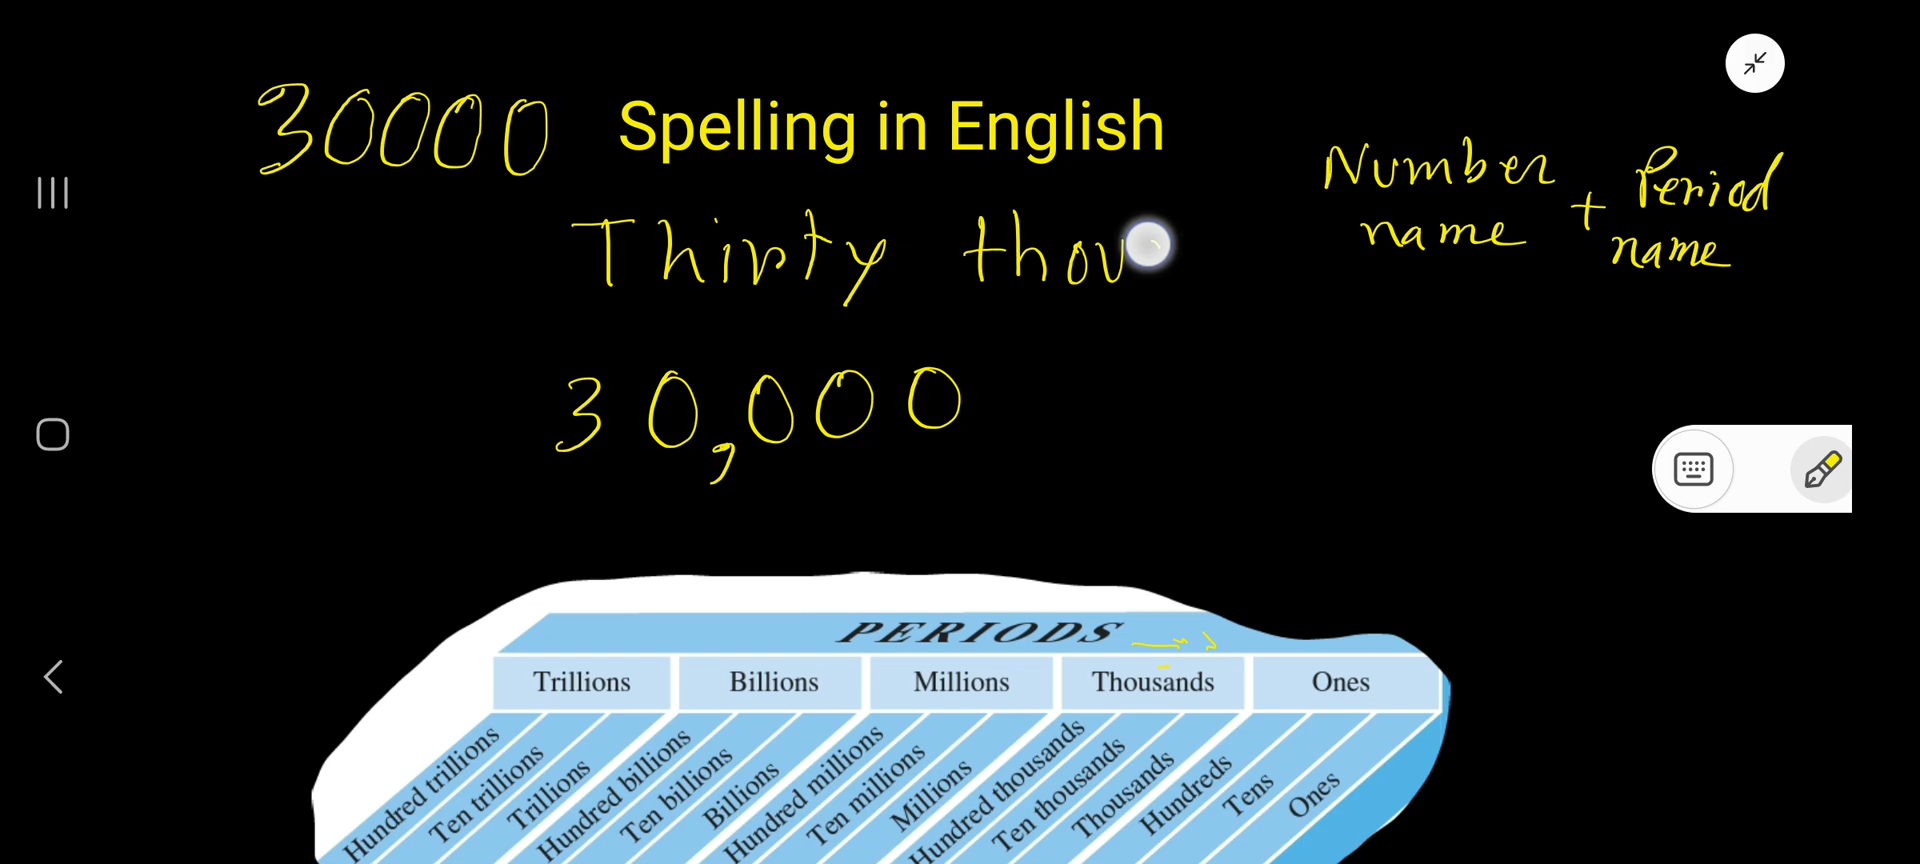 30000 Spelling in English
Thirty thou
Number name + Period name
30,000
PERIODS
Trillions Billions Millions Thousands Ones
Hundred trillions Ten trillions Trillions Hundred billions Ten billions Billions Hundred millions Ten millions Millions Hundred thousands Ten thousands Thousands Hundreds Tens Ones